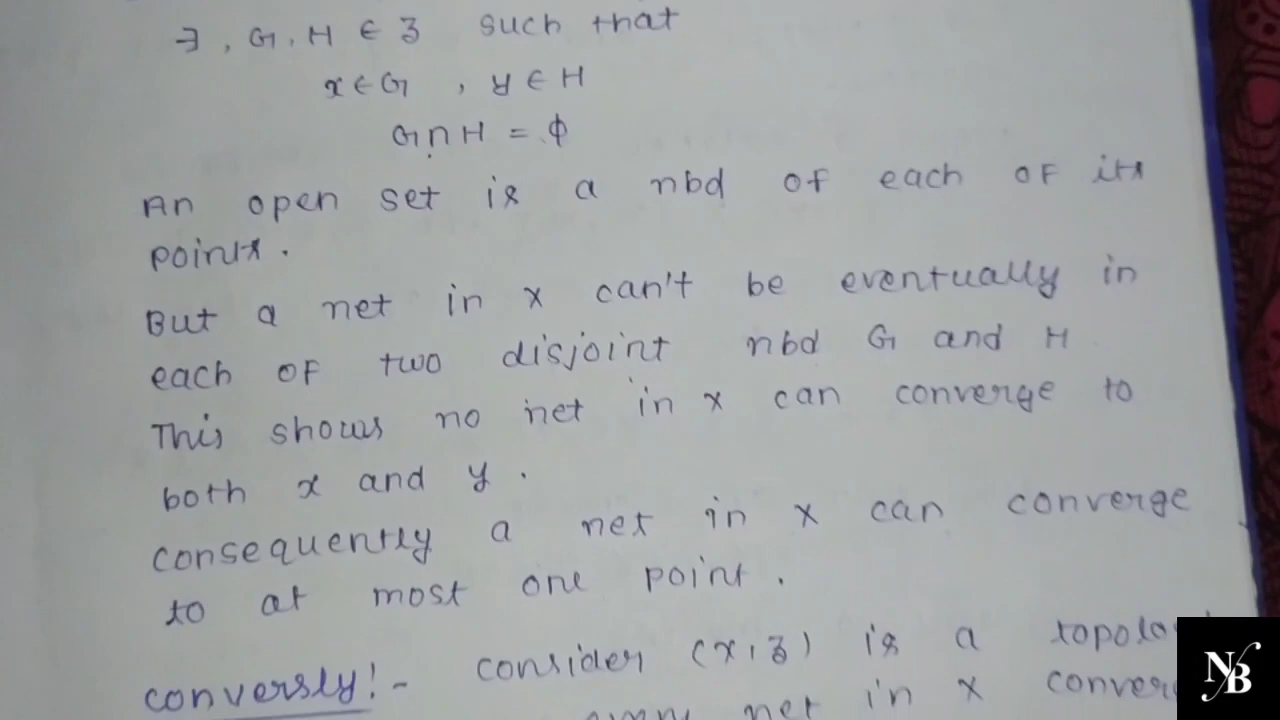 ∃, G, H ∈ ℨ such that
x ∈ G , y ∈ H
G ∩ H = ϕ
An open set is a nbd of each of its
points.
But a net in x can't be eventually in
each of two disjoint nbd G and H
This shows no net in x can converge to
both x and y.
consequently a net in x can converge
to at most one point.
conversly!- consider (x, ℨ) is a
net in x
NB